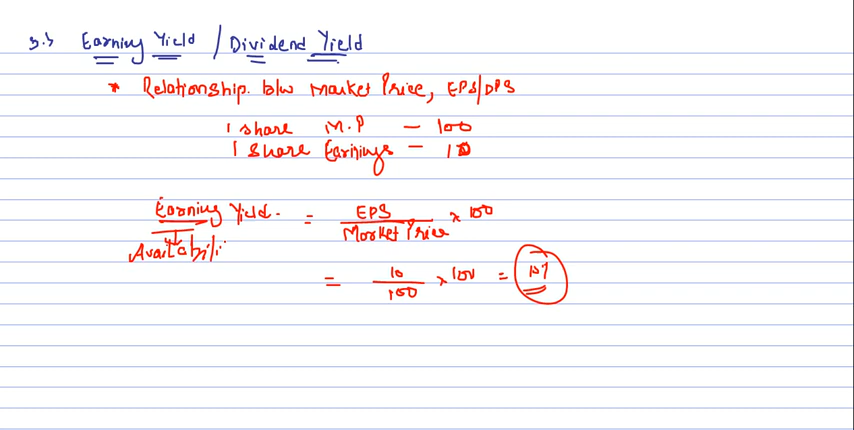 3.) Earning Yield / Dividend Yield
* Relationship b/w Market Price, EPS/DPS
1 share M.P – 100
1 share Earnings – 10
Earning Yield = EPS / Market Price × 100
Availabili
= 10 / 100 × 100 = 10%